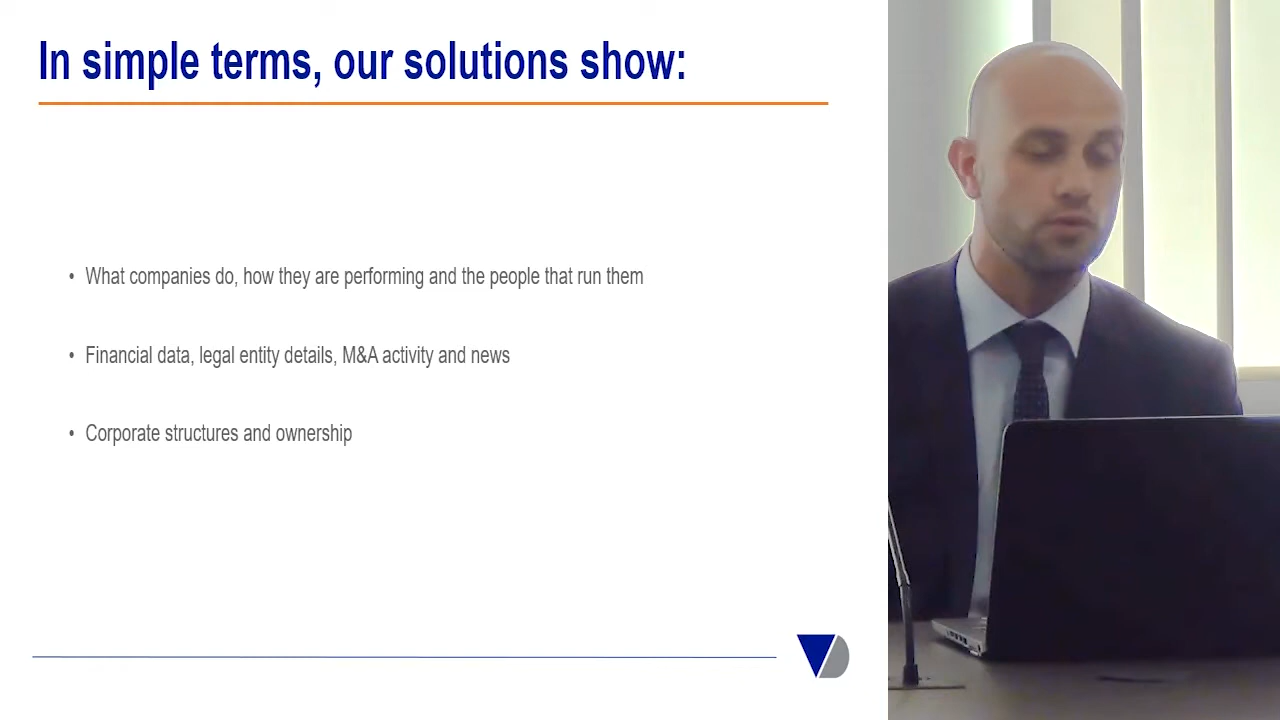 In simple terms, our solutions show:
• What companies do, how they are performing and the people that run them
• Financial data, legal entity details, M&A activity and news
• Corporate structures and ownership